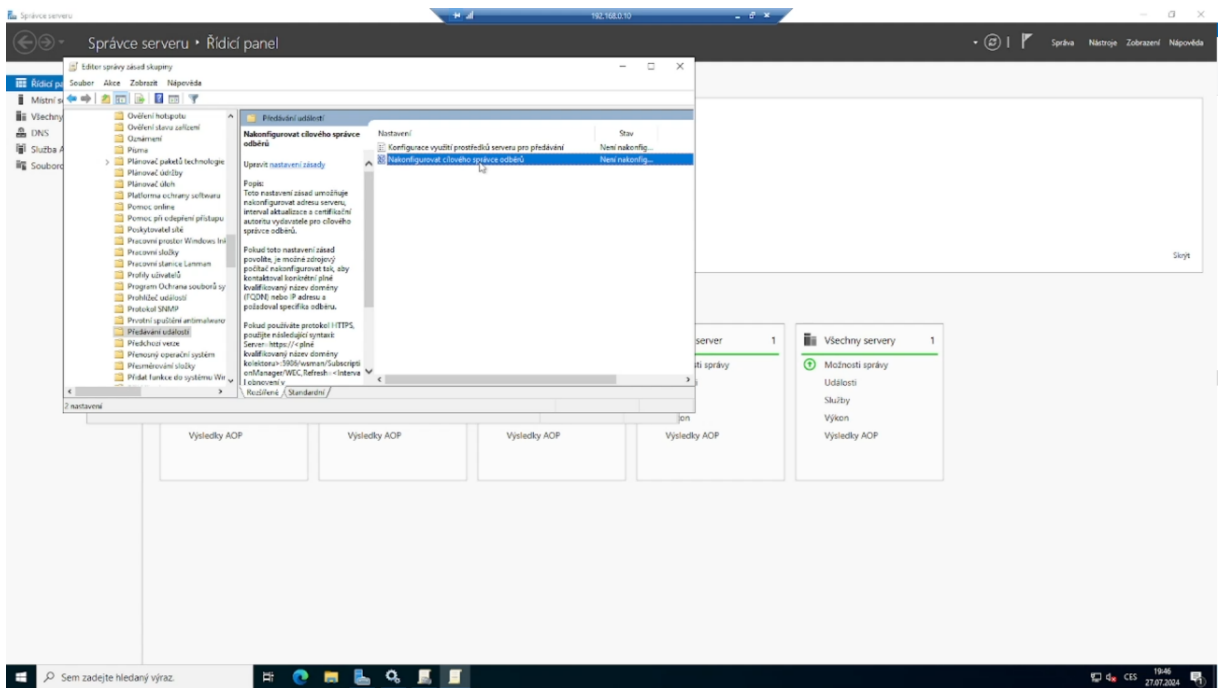 Správce serveru
192.168.0.10
Správce serveru • Řídicí panel
Správa Nástroje Zobrazení Nápověda
Editor správy zásad skupiny
Soubor Akce Zobrazit Nápověda
Řídicí pa
Místní s
Všechny
DNS
Služba A
Soubor
Ověření hotspotu
Ověření stavu zařízení
Oznámení
Písma
Plánovač paketů technologie
Plánovač údržby
Plánovač úloh
Platforma ochrany softwaru
Pomoc online
Pomoc při odepření přístupu
Poskytovatel sítě
Pracovní prostor Windows Ink
Pracovní složky
Pracovní stanice Lanman
Profily uživatelů
Program Ochrana souborů sy
Prohlížeč událostí
Protokol SNMP
Prvotní spuštění antimalwaro
Předávání událostí
Předchozí verze
Přenosný operační systém
Přesměrování složky
Přidat funkce do systému Wir
2 nastavení
Předávání událostí
Nakonfigurovat cílového správce
odběrů
Upravit nastavení zásady
Popis:
Toto nastavení zásad umožňuje
nakonfigurovat adresu serveru,
interval aktualizace a certifikační
autoritu vydavatele pro cílového
správce odběrů.
Pokud toto nastavení zásad
povolíte, je možné zdrojový
počítač nakonfigurovat tak, aby
kontaktoval konkrétní plně
kvalifikovaný název domény
(FQDN) nebo IP adresu a
požadoval specifika odběru.
Pokud používáte protokol HTTPS,
použijte následující syntaxi:
Server=https://<plně
kvalifikovaný název domény
kolektoru>:5986/wsman/Subscripti
onManager/WEC,Refresh=<Interva
l obnovení v
Nastavení Stav
Konfigurace využití prostředků serveru pro předávání Není nakonfig...
Nakonfigurovat cílového správce odběrů Není nakonfig...
Rozšířené Standardní
Skrýt
server 1
ti správy
Výsledky AOP
Výsledky AOP
Výsledky AOP
Výsledky AOP
Všechny servery 1
Možnosti správy
Události
Služby
Výkon
Výsledky AOP
Sem zadejte hledaný výraz.
CES
19:46
27.07.2024